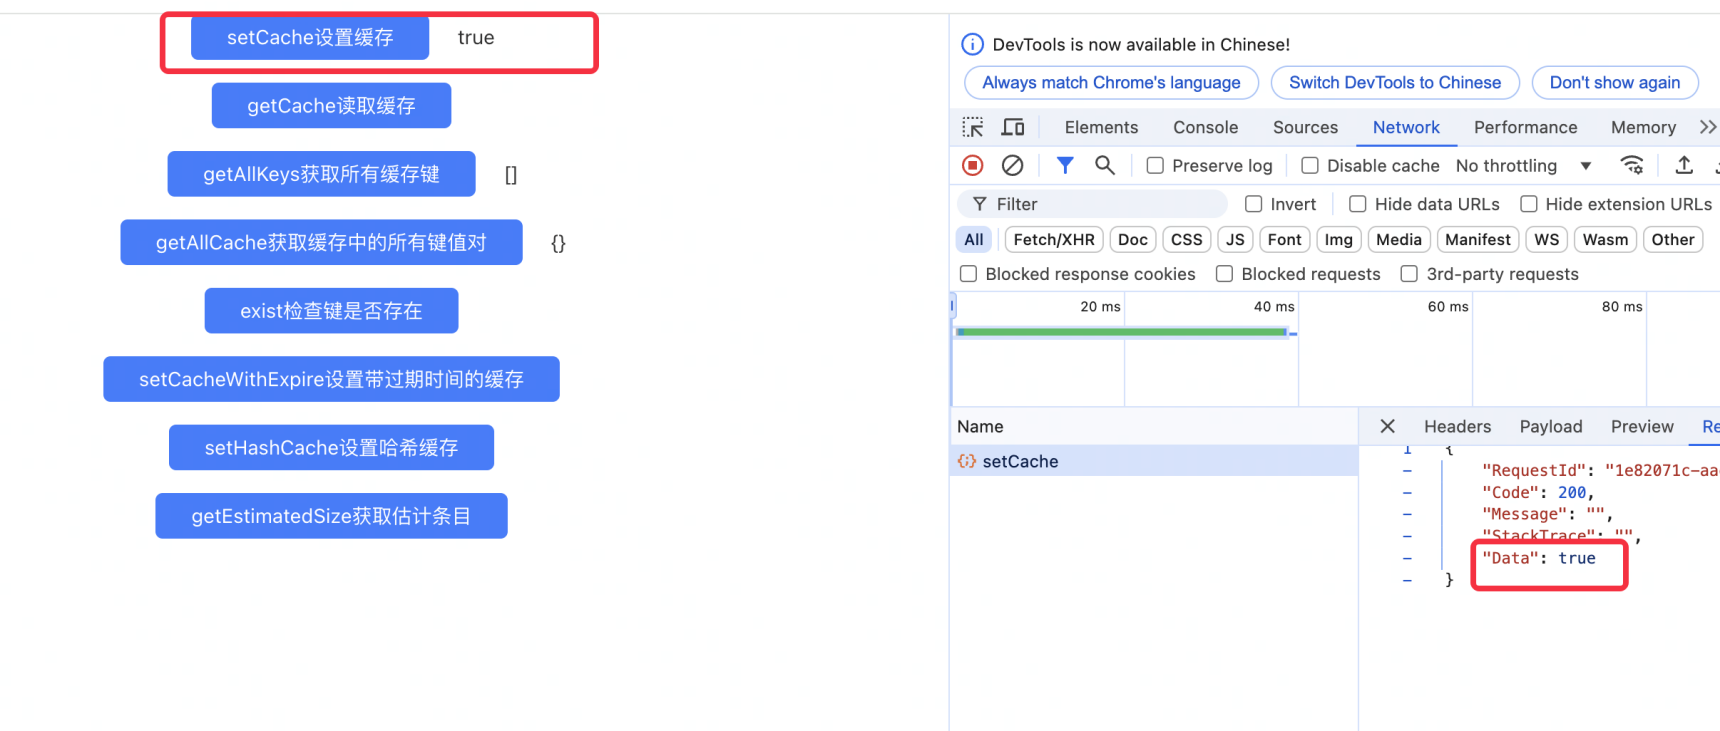 setCache设置缓存 true
getCache读取缓存
getAllKeys获取所有缓存键 []
getAllCache获取缓存中的所有键值对 {}
exist检查键是否存在
setCacheWithExpire设置带过期时间的缓存
setHashCache设置哈希缓存
getEstimatedSize获取估计条目
DevTools is now available in Chinese!
Always match Chrome's language Switch DevTools to Chinese Don't show again
Elements Console Sources Network Performance Memory
Preserve log Disable cache No throttling
Filter Invert Hide data URLs Hide extension URLs
All Fetch/XHR Doc CSS JS Font Img Media Manifest WS Wasm Other
Blocked response cookies Blocked requests 3rd-party requests
20 ms 40 ms 60 ms 80 ms
Name
setCache
Headers Payload Preview Re
1 {
- "RequestId": "1e82071c-aa
- "Code": 200,
- "Message": "",
- "StackTrace": "",
- "Data": true
- }